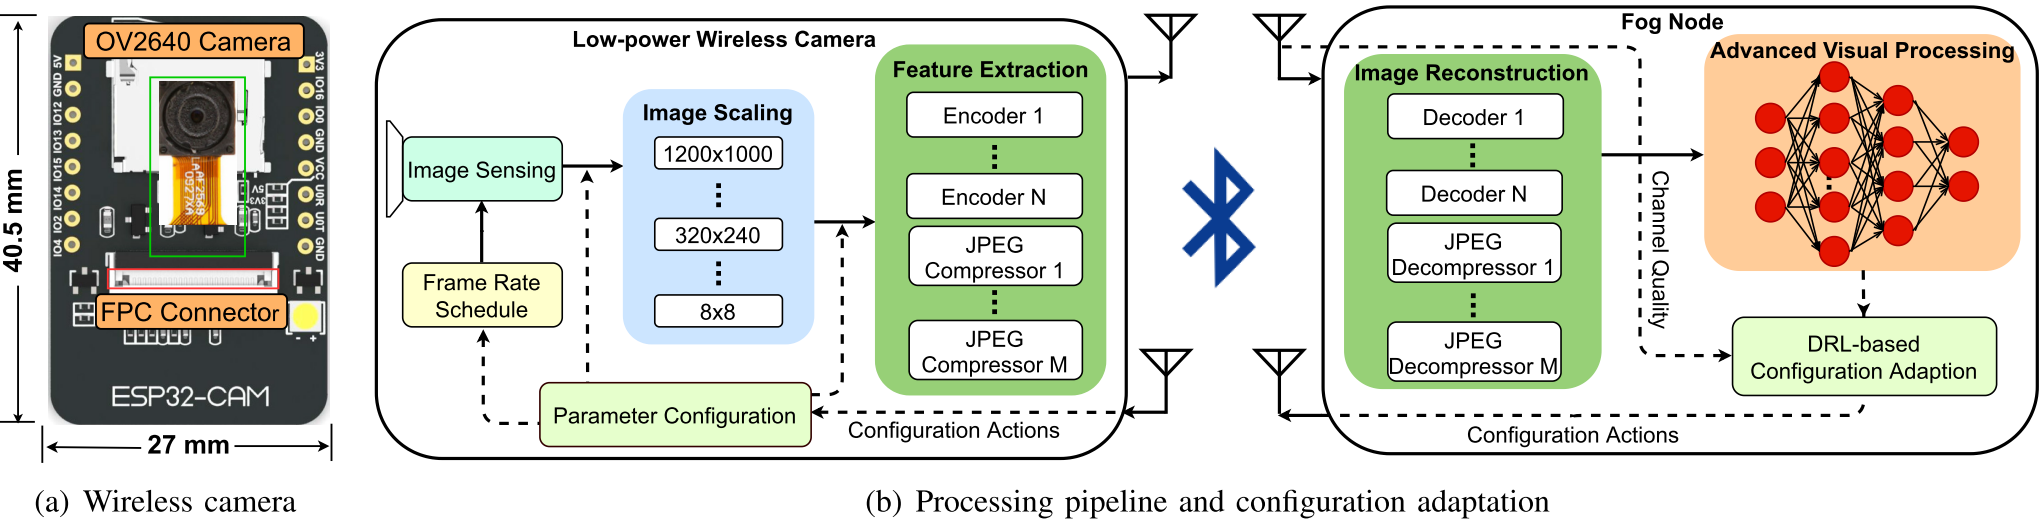 OV2640 Camera
5V
GND
IO12
IO13
IO15
IO14
IO2
IO4
3V3
IO16
IO0
GND
VCC
U0R
U0T
GND
5V
3V3
FPC Connector
- +
ESP32-CAM
40.5 mm
27 mm
(a) Wireless camera
Low-power Wireless Camera
Image Sensing
Frame Rate
Schedule
Image Scaling
1200x1000
320x240
8x8
Feature Extraction
Encoder 1
Encoder N
JPEG
Compressor 1
JPEG
Compressor M
Parameter Configuration
Configuration Actions
Fog Node
Image Reconstruction
Decoder 1
Decoder N
JPEG
Decompressor 1
JPEG
Decompressor M
Channel Quality
Advanced Visual Processing
DRL-based
Configuration Adaption
Configuration Actions
(b) Processing pipeline and configuration adaptation